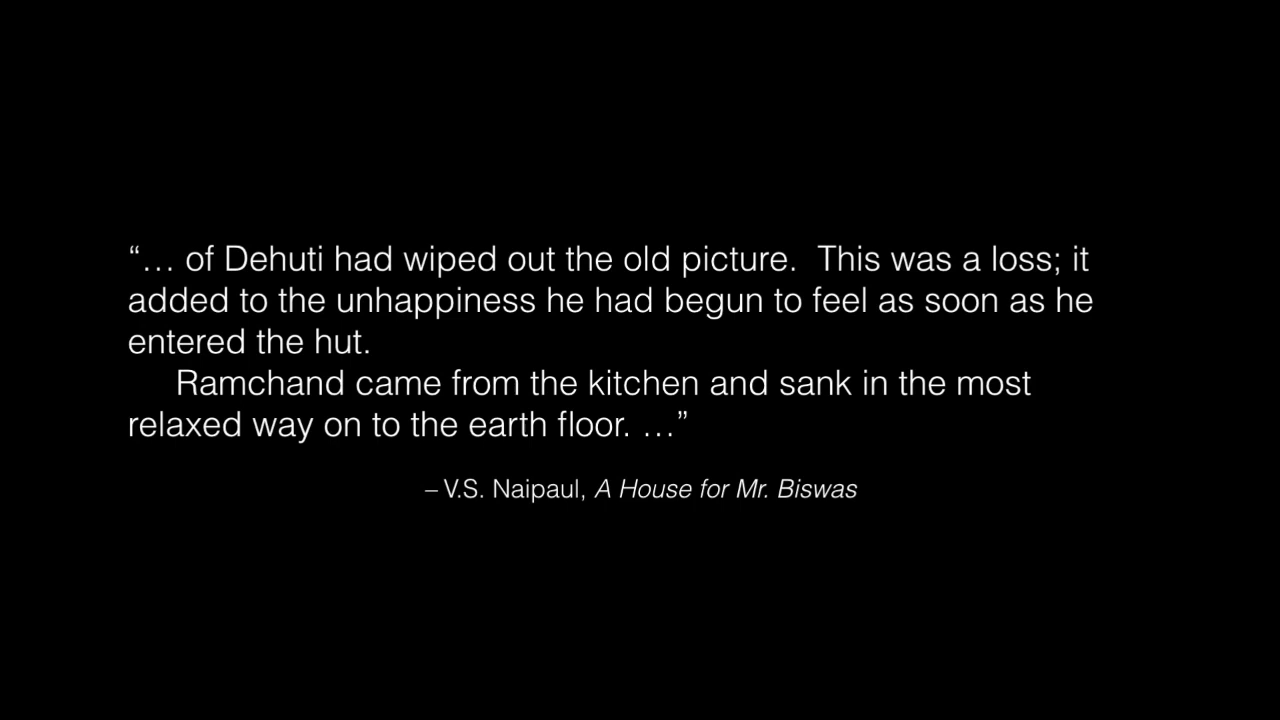 “… of Dehuti had wiped out the old picture.  This was a loss; it
added to the unhappiness he had begun to feel as soon as he
entered the hut.
Ramchand came from the kitchen and sank in the most
relaxed way on to the earth floor. …”
– V.S. Naipaul, A House for Mr. Biswas